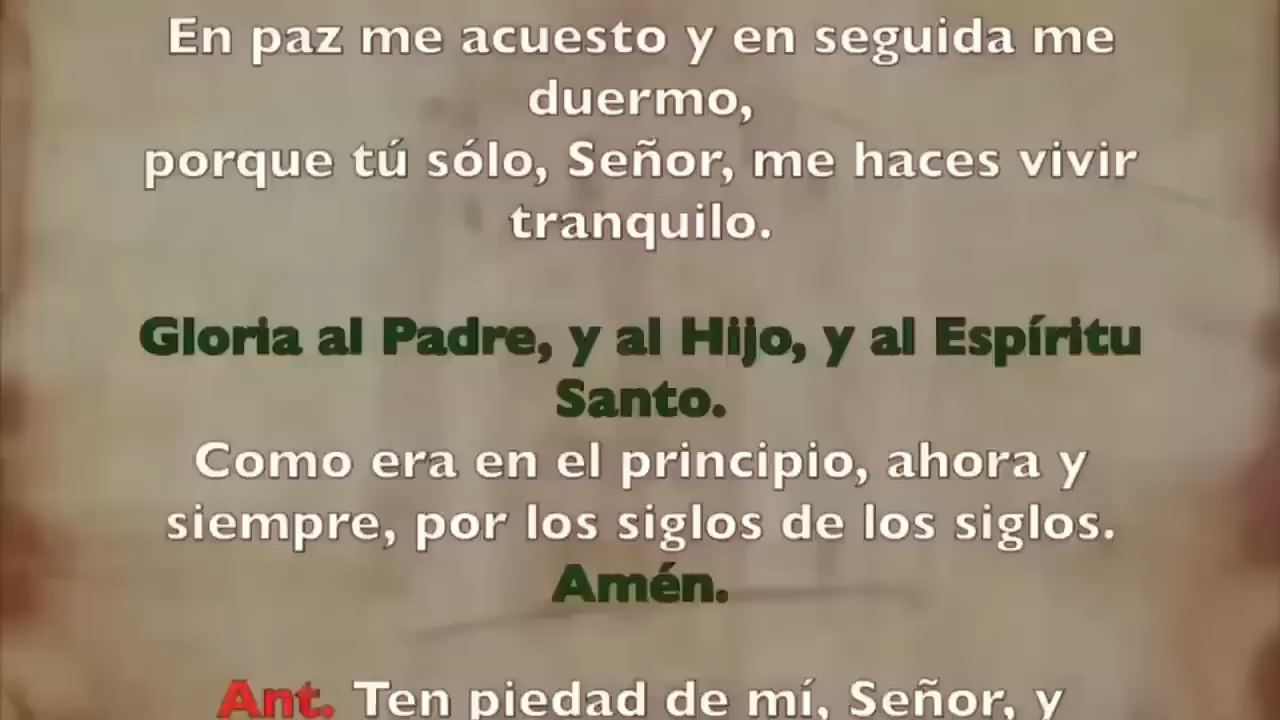 En paz me acuesto y en seguida me
duermo,
porque tú sólo, Señor, me haces vivir
tranquilo.
Gloria al Padre, y al Hijo, y al Espíritu
Santo.
Como era en el principio, ahora y
siempre, por los siglos de los siglos.
Amén.
Ant. Ten piedad de mí, Señor, y